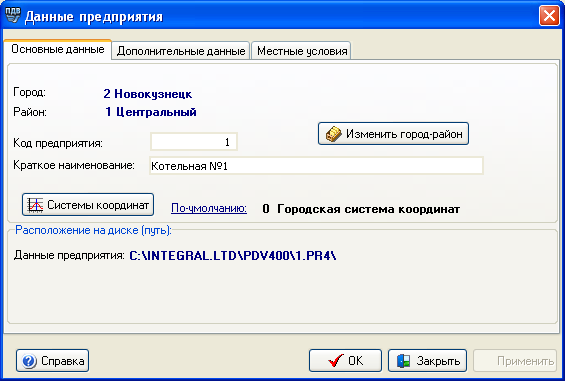 ПДВ Данные предприятия
Основные данные Дополнительные данные Местные условия
Город: 2 Новокузнецк
Район: 1 Центральный
Код предприятия: 1 Изменить город-район
Краткое наименование: Котельная №1
Системы координат По-умолчанию: 0 Городская система координат
Расположение на диске (путь):
Данные предприятия: C:\INTEGRAL.LTD\PDV400\1.PR4\
Справка OK Закрыть Применить